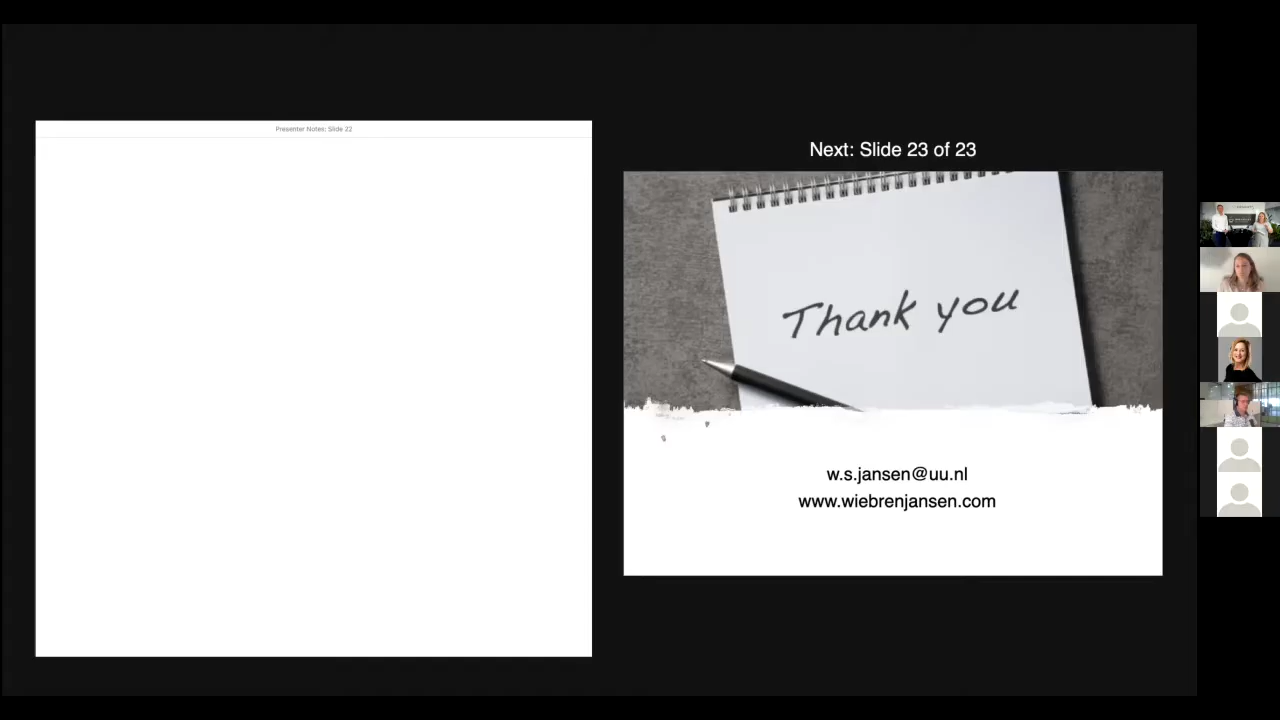 Presenter Notes: Slide 22
Next: Slide 23 of 23
Thank you
w.s.jansen@uu.nl
www.wiebrenjansen.com